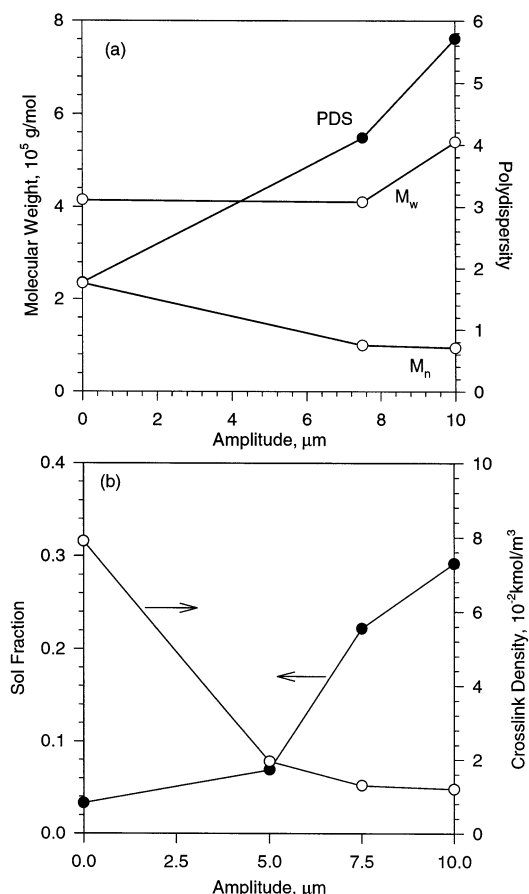 (a)
8
6
4
2
0
Molecular Weight, 10⁵ g/mol
6
5
4
3
2
1
0
Polydispersity
PDS
M_w
M_n
0 2 4 6 8 10
Amplitude, μm
(b)
0.4
0.3
0.2
0.1
0.0
Sol Fraction
10
8
6
4
2
0
Crosslink Density, 10⁻²kmol/m³
0.0 2.5 5.0 7.5 10.0
Amplitude, μm